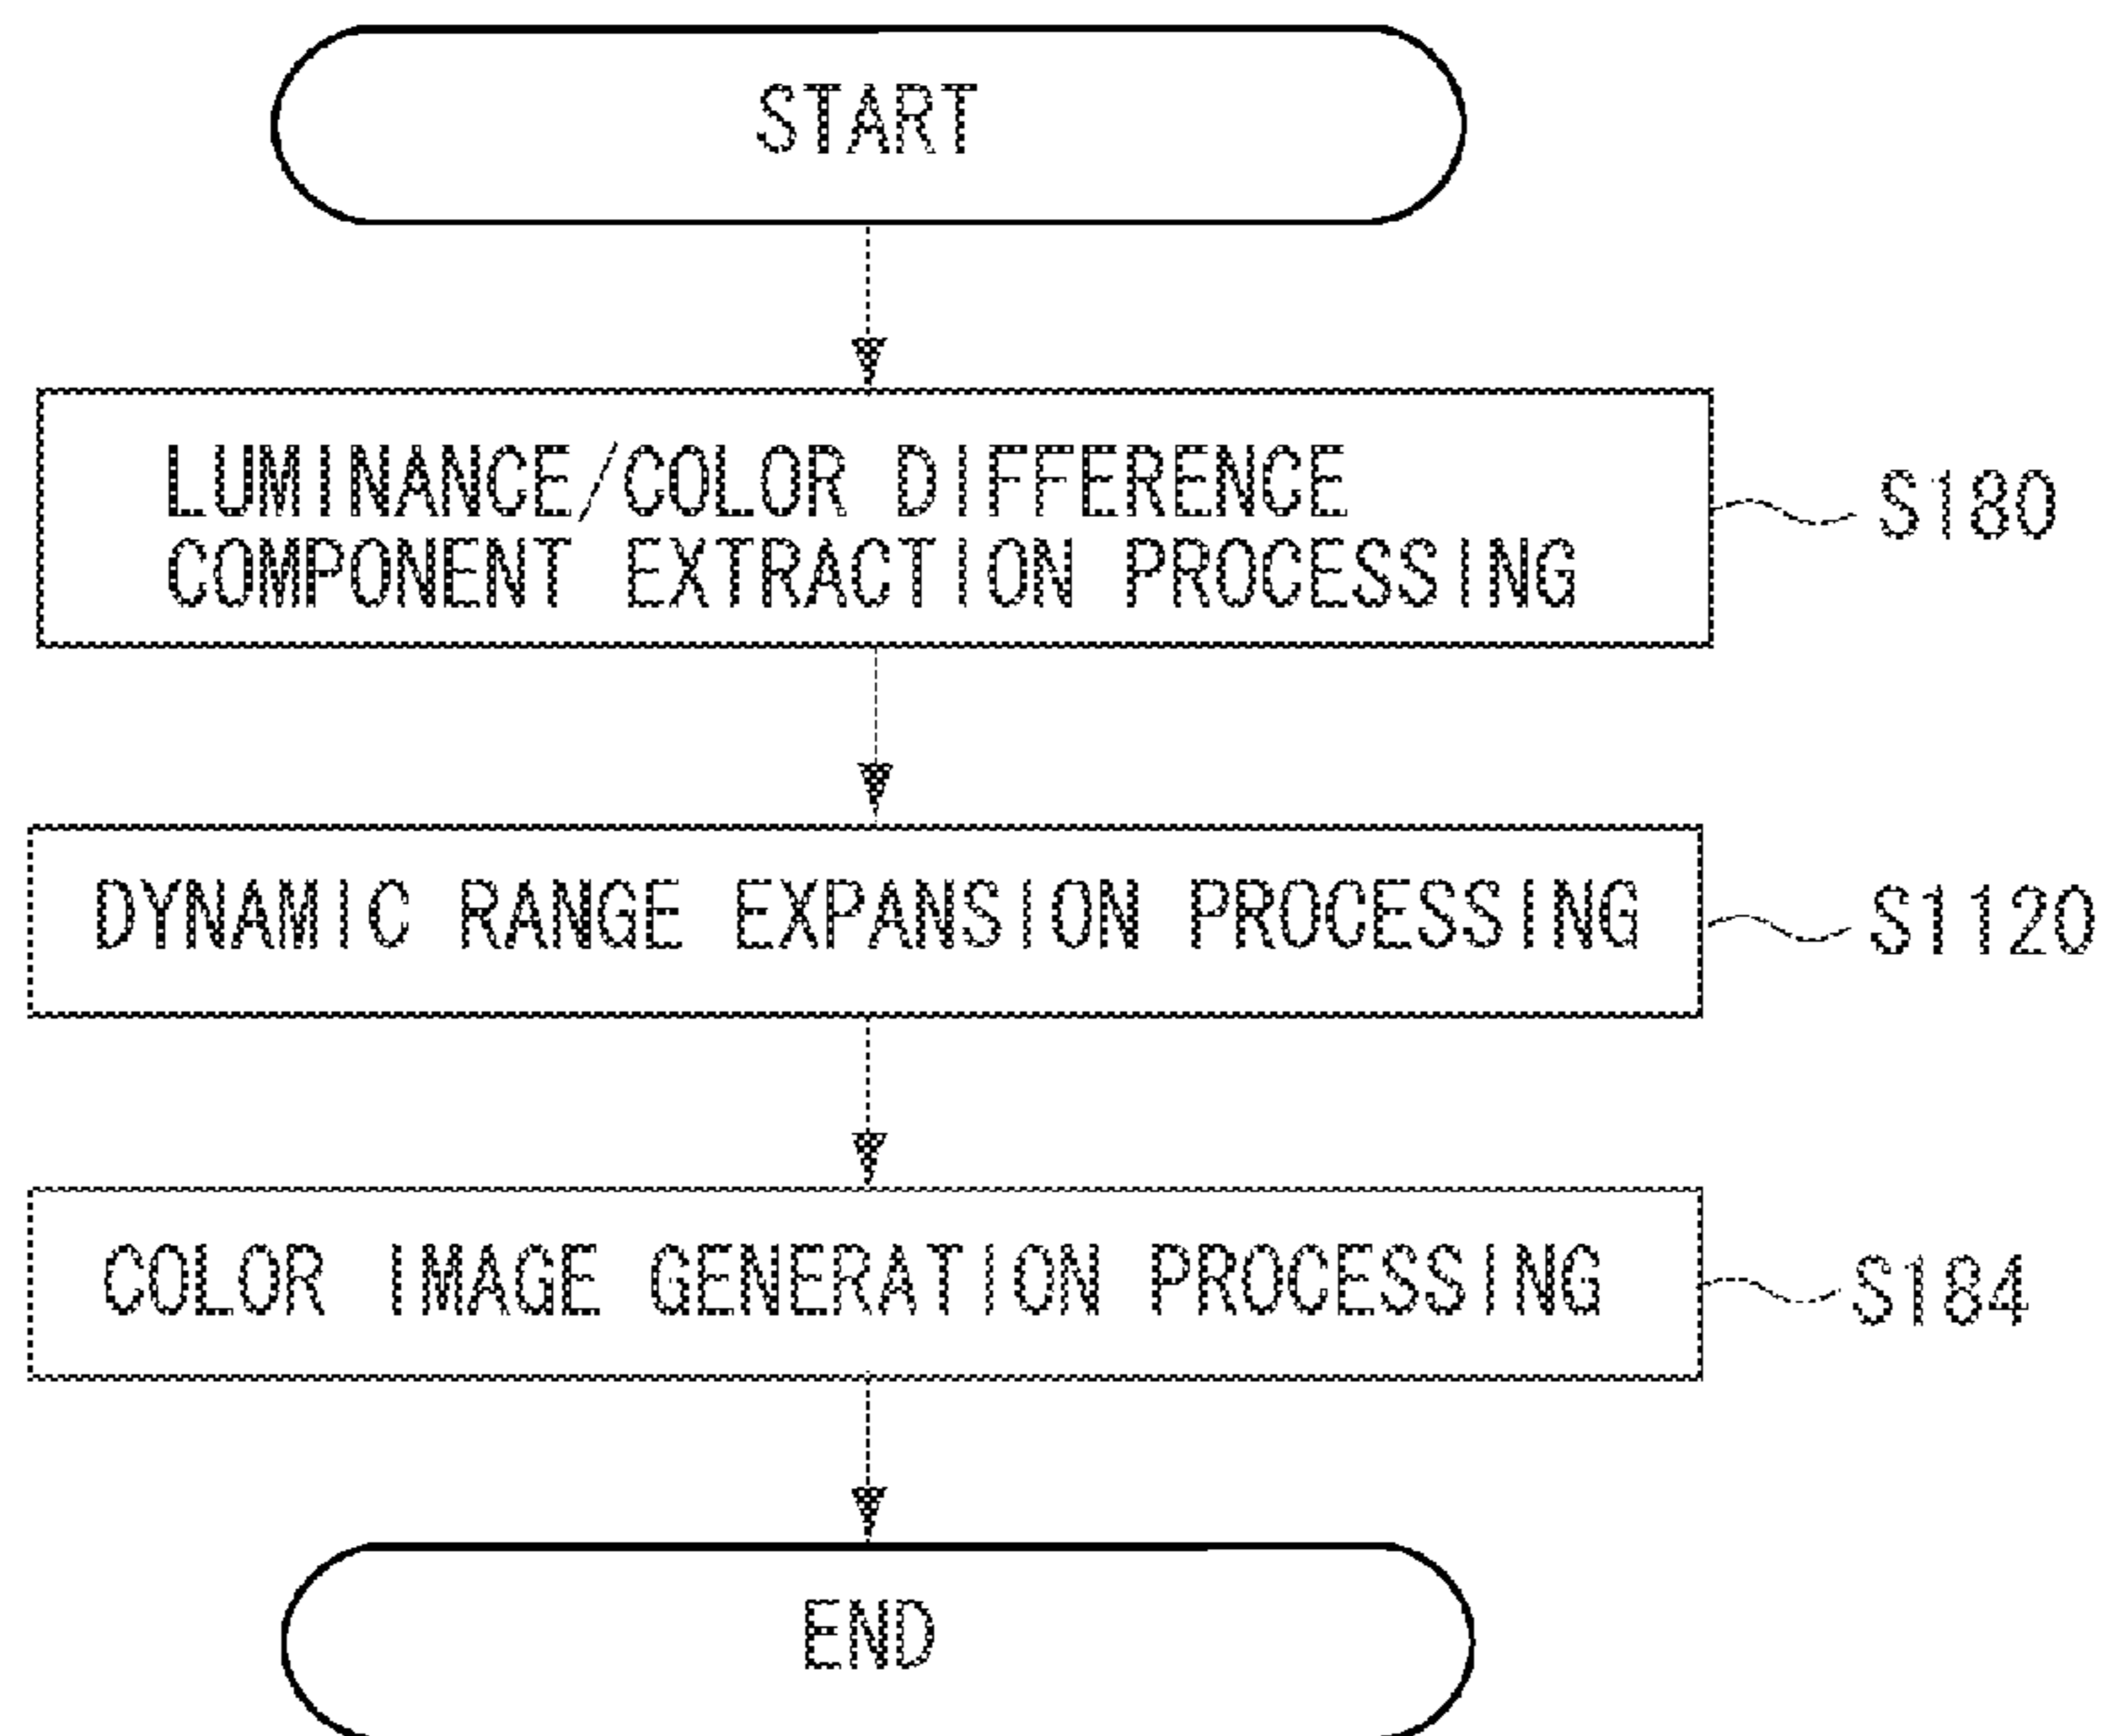 START
LUMINANCE/COLOR DIFFERENCE
COMPONENT EXTRACTION PROCESSING
S180
DYNAMIC RANGE EXPANSION PROCESSING
S1120
COLOR IMAGE GENERATION PROCESSING
S184
END